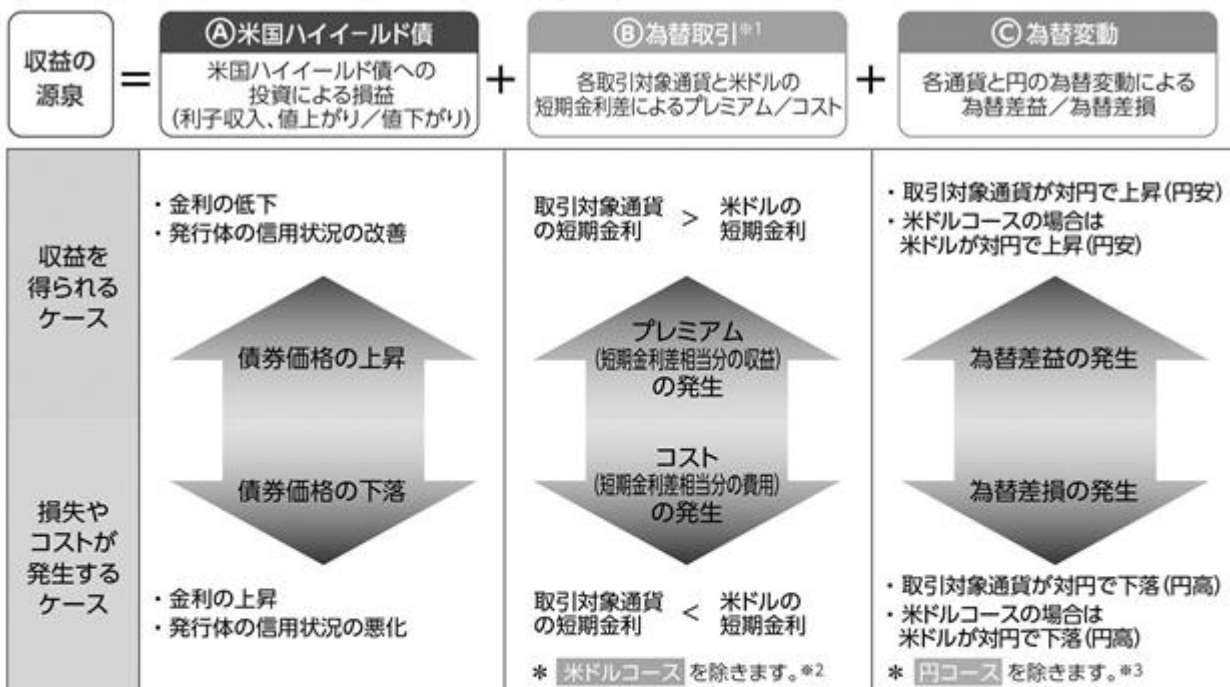 収益の
源泉
=
Ⓐ米国ハイイールド債
米国ハイイールド債への
投資による損益
(利子収入、値上がり/値下がり)
+
Ⓑ為替取引※1
各取引対象通貨と米ドルの
短期金利差によるプレミアム/コスト
+
Ⓒ為替変動
各通貨と円の為替変動による
為替差益/為替差損
収益を
得られる
ケース
・金利の低下
・発行体の信用状況の改善
債券価格の上昇
取引対象通貨の短期金利 > 米ドルの短期金利
プレミアム
(短期金利差相当分の収益)
の発生
・取引対象通貨が対円で上昇(円安)
・米ドルコースの場合は
米ドルが対円で上昇(円安)
為替差益の発生
損失や
コストが
発生する
ケース
債券価格の下落
・金利の上昇
・発行体の信用状況の悪化
コスト
(短期金利差相当分の費用)
の発生
取引対象通貨の短期金利 < 米ドルの短期金利
* 米ドルコース を除きます。※2
為替差損の発生
・取引対象通貨が対円で下落(円高)
・米ドルコースの場合は
米ドルが対円で下落(円高)
* 円コース を除きます。※3